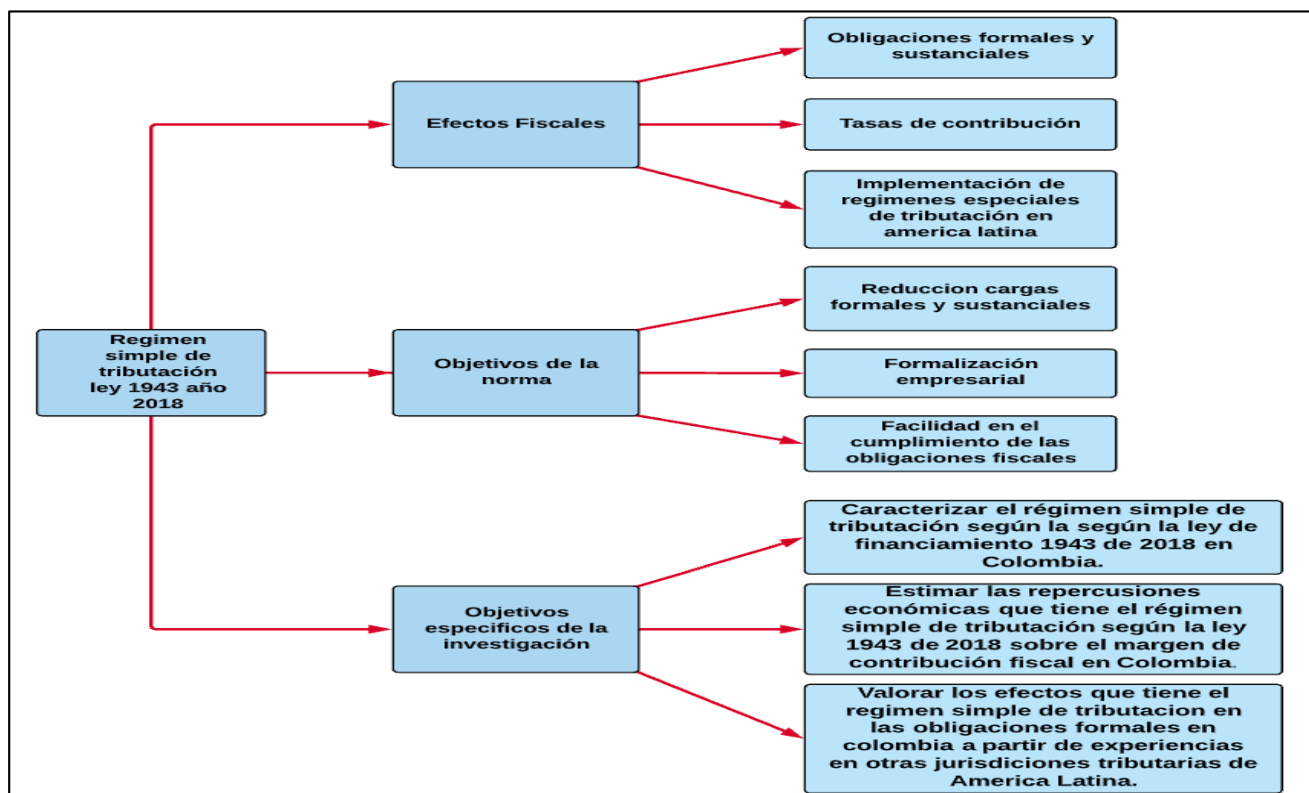 Regimen
simple de
tributación
ley 1943 año
2018
Efectos Fiscales
Obligaciones formales y
sustanciales
Tasas de contribución
Implementación de
regimenes especiales
de tributación en
america latina
Objetivos de la
norma
Reduccion cargas
formales y sustanciales
Formalización
empresarial
Facilidad en el
cumplimiento de las
obligaciones fiscales
Objetivos
especificos de la
investigación
Caracterizar el régimen simple de
tributación según la según la ley de
financiamiento 1943 de 2018 en
Colombia.
Estimar las repercusiones
económicas que tiene el régimen
simple de tributación según la ley
1943 de 2018 sobre el margen de
contribución fiscal en Colombia.
Valorar los efectos que tiene el
regimen simple de tributacion en
las obligaciones formales en
colombia a partir de experiencias
en otras jurisdiciones tributarias de
America Latina.